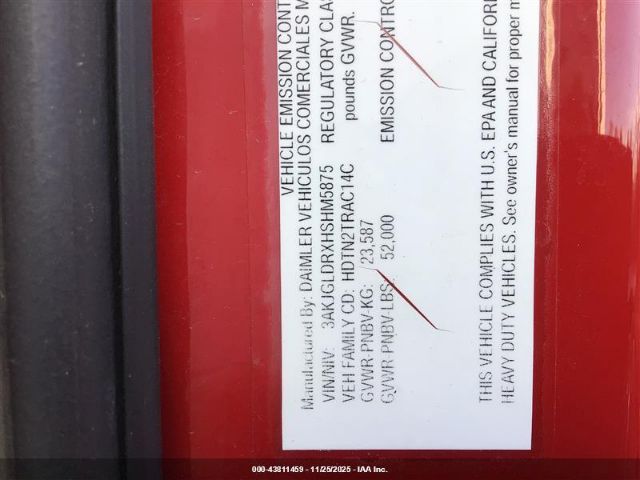 VEHICLE EMISSION CONT
Manufactured By: DAIMLER VEHICULOS COMERCIALES M
VIN/NIV: 3AKJGLDRXHSHM5875 REGULATORY CLA
VEH FAMILY CD: HDTN2TRAC14C pounds GVWR.
GVWR PNBV-KG: 23,587
GVWR PNBV-LBS: 52,000 EMISSION CONTRO
THIS VEHICLE COMPLIES WITH U.S. EPA AND CALIFOR
HEAVY DUTY VEHICLES. See owner's manual for proper m
000-43811459 - 11/25/2025 - IAA Inc.